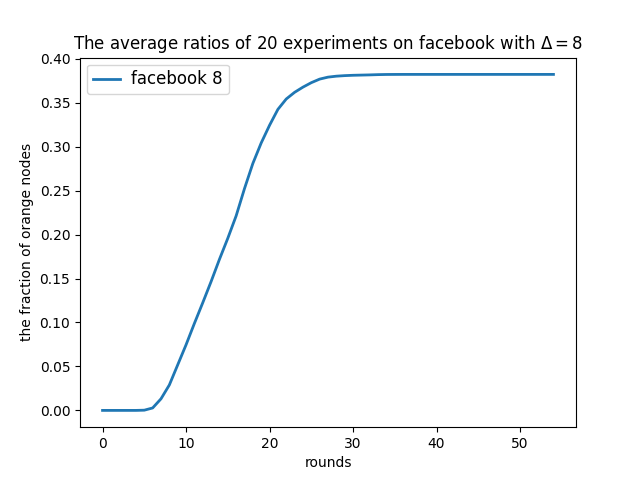 The average ratios of 20 experiments on facebook with Δ = 8
facebook 8
the fraction of orange nodes
0.40
0.35
0.30
0.25
0.20
0.15
0.10
0.05
0.00
0 10 20 30 40 50
rounds